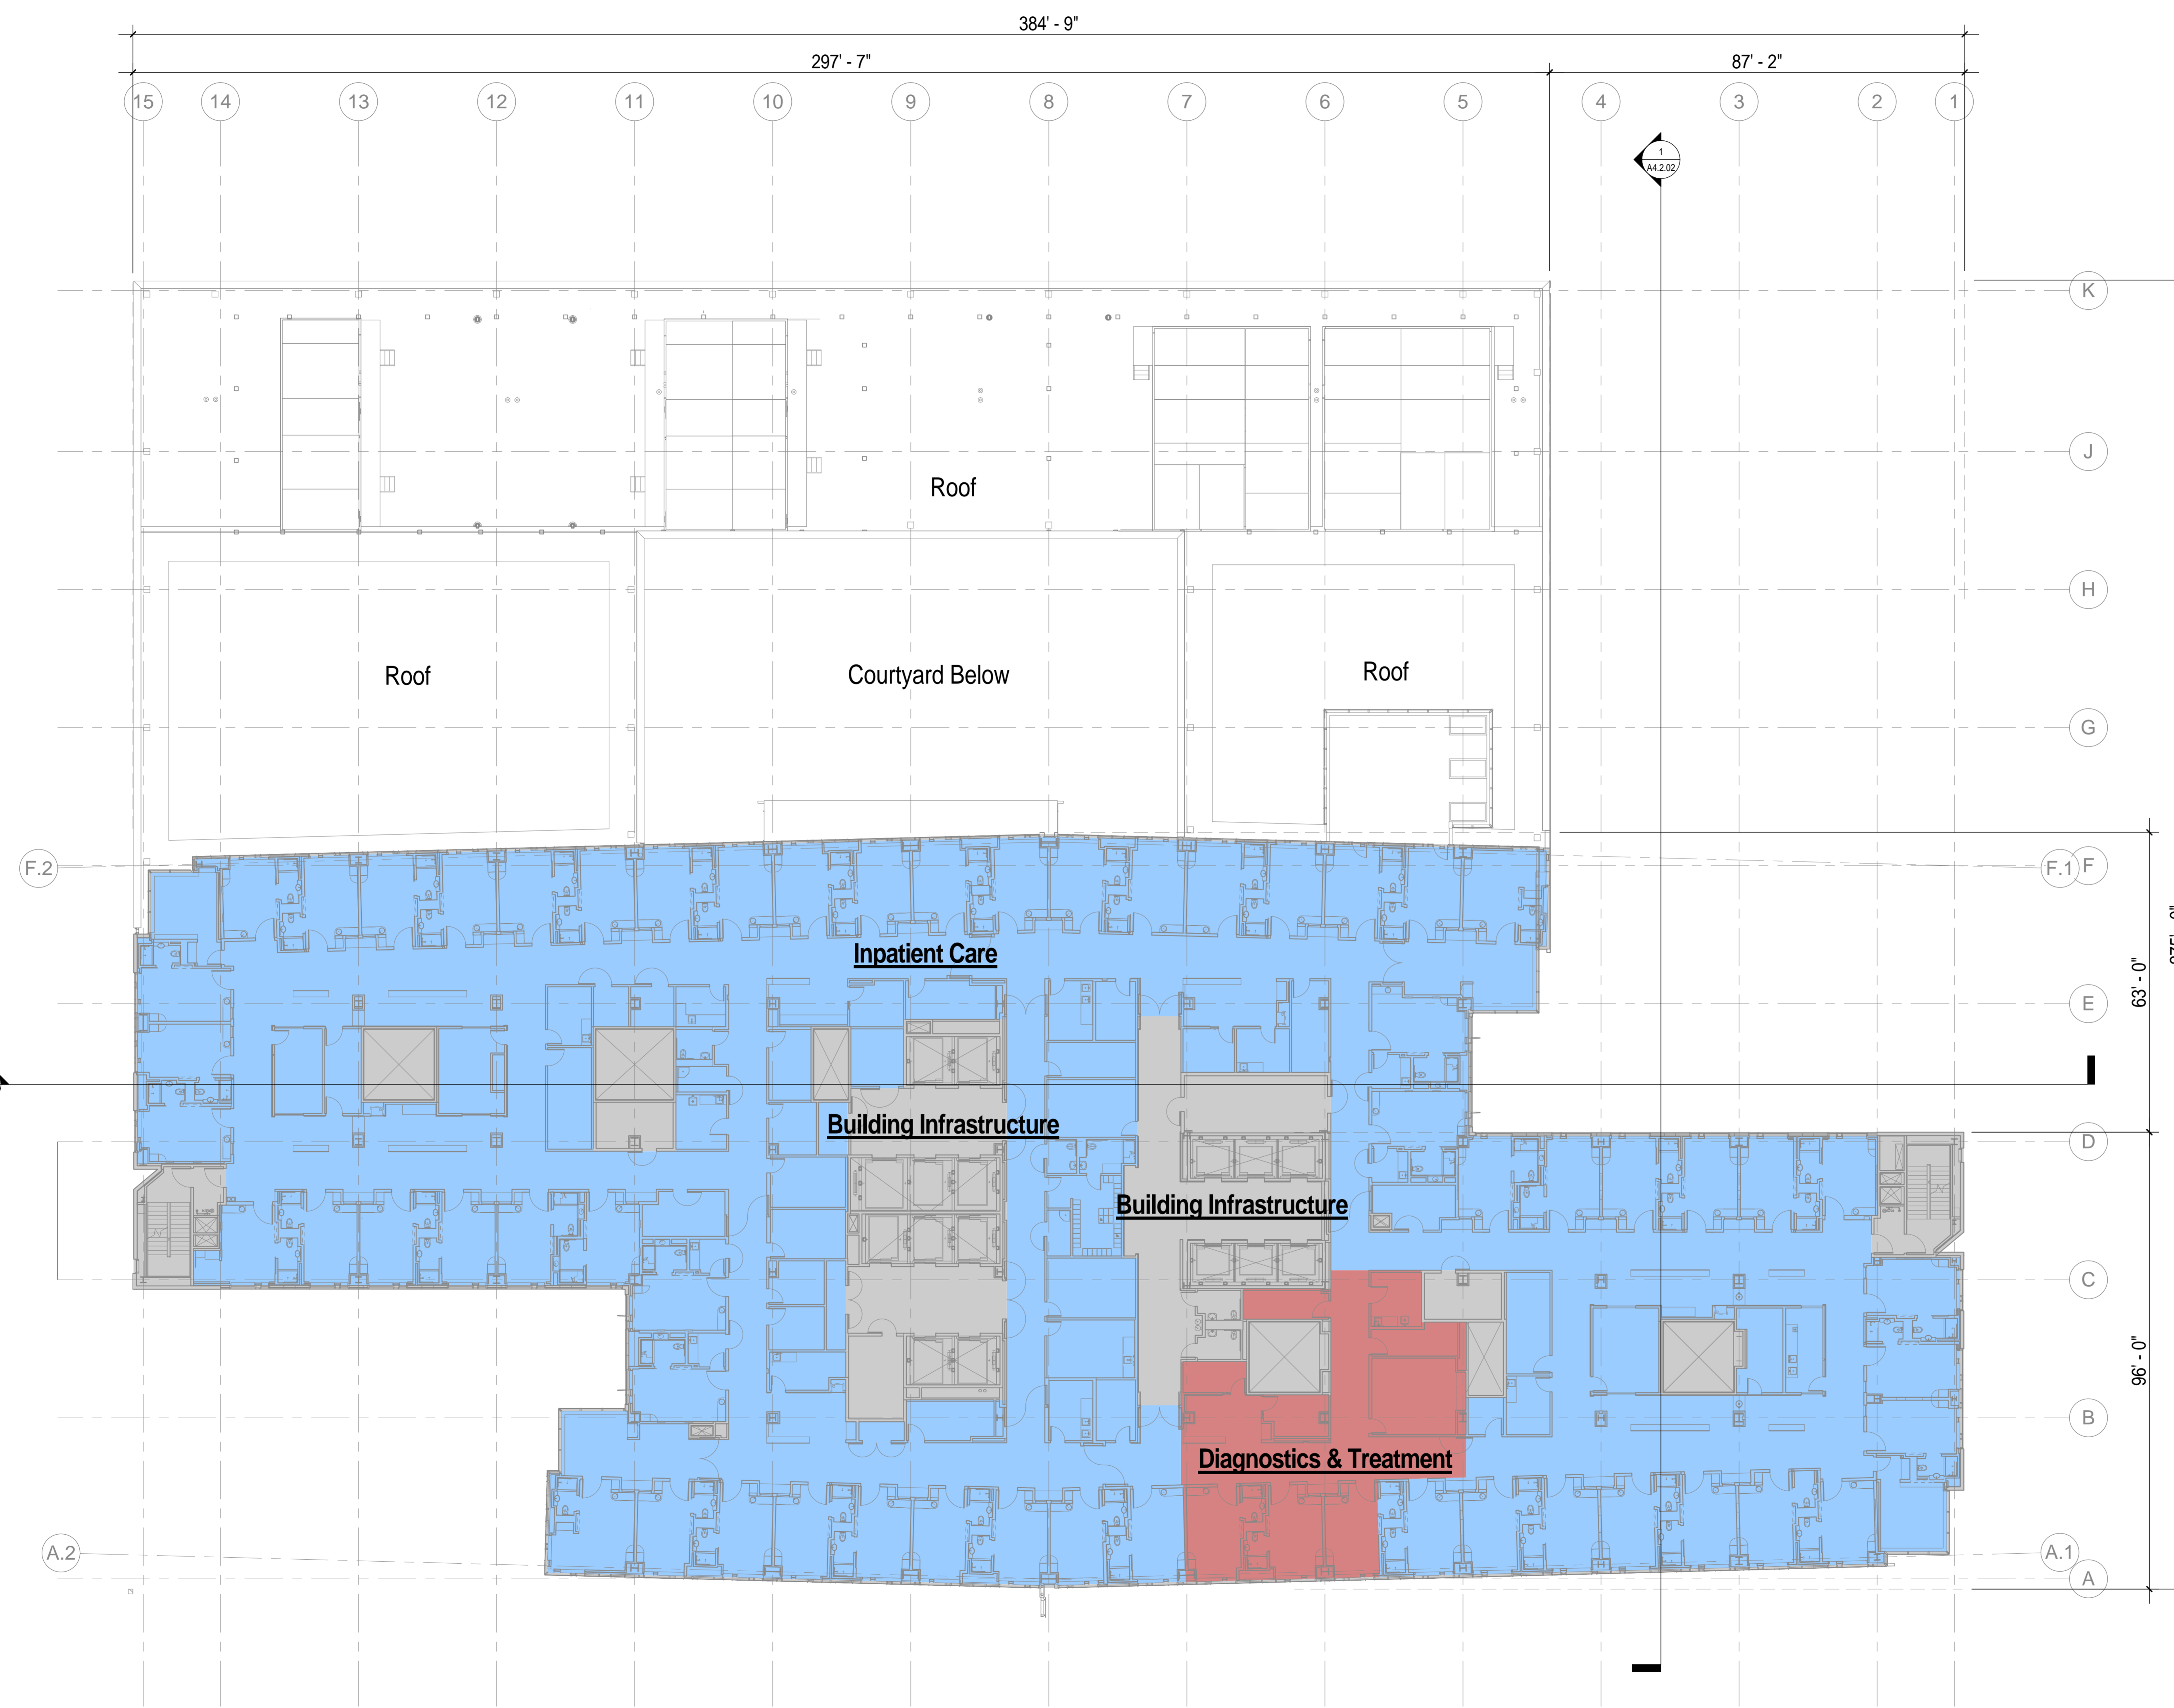 384' - 9"
297' - 7"
87' - 2"
15
14
13
12
11
10
9
8
7
6
5
4
3
2
1
1
A4.2.02
K
J
Roof
H
Roof
Courtyard Below
Roof
G
F.2
F.1
F
Inpatient Care
63' - 0"
E
Building Infrastructure
D
Building Infrastructure
C
96' - 0"
B
Diagnostics & Treatment
A.2
A.1
A